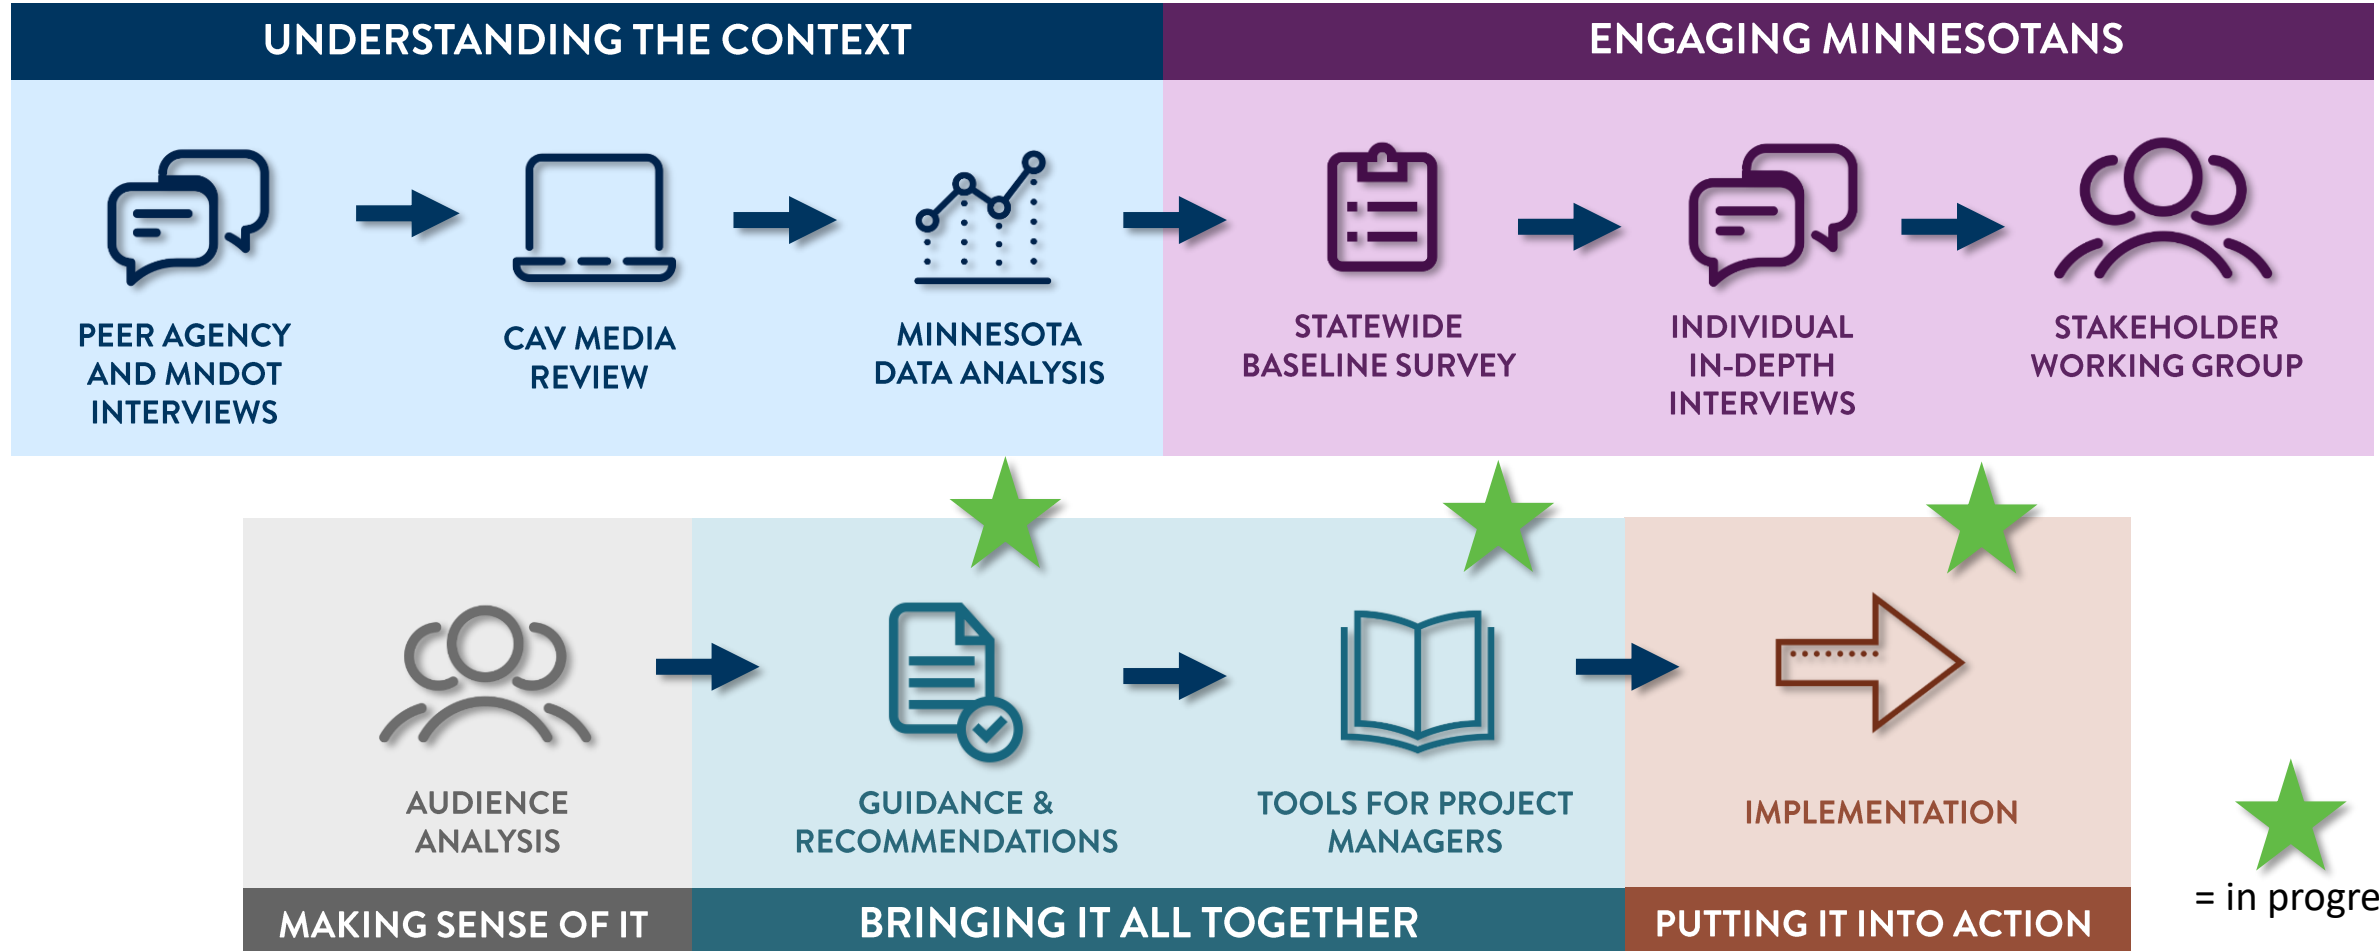 UNDERSTANDING THE CONTEXT
ENGAGING MINNESOTANS
PEER AGENCY
AND MNDOT
INTERVIEWS
CAV MEDIA
REVIEW
MINNESOTA
DATA ANALYSIS
STATEWIDE
BASELINE SURVEY
INDIVIDUAL
IN-DEPTH
INTERVIEWS
STAKEHOLDER
WORKING GROUP
AUDIENCE
ANALYSIS
GUIDANCE &
RECOMMENDATIONS
TOOLS FOR PROJECT
MANAGERS
IMPLEMENTATION
MAKING SENSE OF IT
BRINGING IT ALL TOGETHER
PUTTING IT INTO ACTION
= in progre